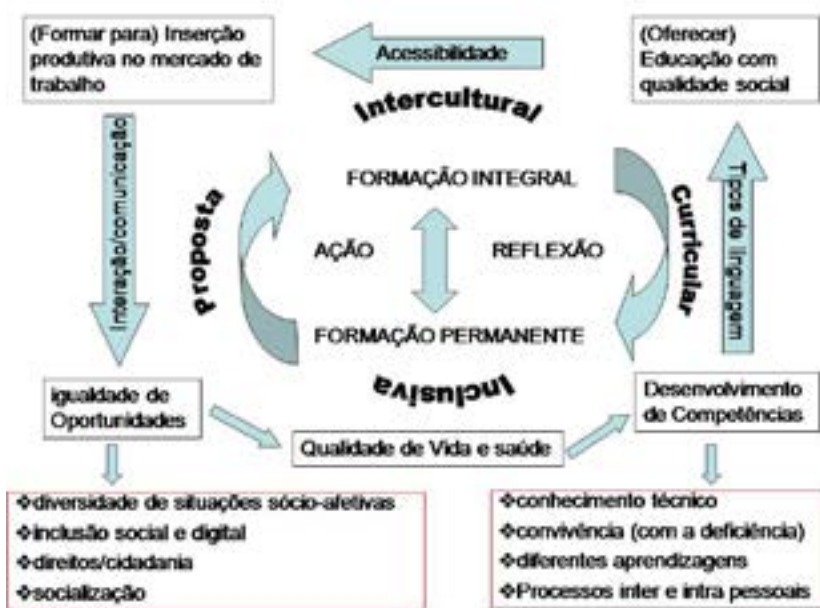 (Formar para) Inserção
produtiva no mercado de
trabalho
Acessibilidade
(Oferecer)
Educação com
qualidade social
Intercultural
Interação/comunicação
Proposta
FORMAÇÃO INTEGRAL
AÇÃO
REFLEXÃO
FORMAÇÃO PERMANENTE
Curricular
Tipos de linguagem
Inclusiva
igualdade de
Oportunidades
Qualidade de Vida e saúde
Desenvolvimento
de Competências
❖diversidade de situações sócio-afetivas
❖inclusão social e digital
❖direitos/cidadania
❖socialização
❖conhecimento técnico
❖convivência (com a deficiência)
❖diferentes aprendizagens
❖Processos inter e intra pessoais